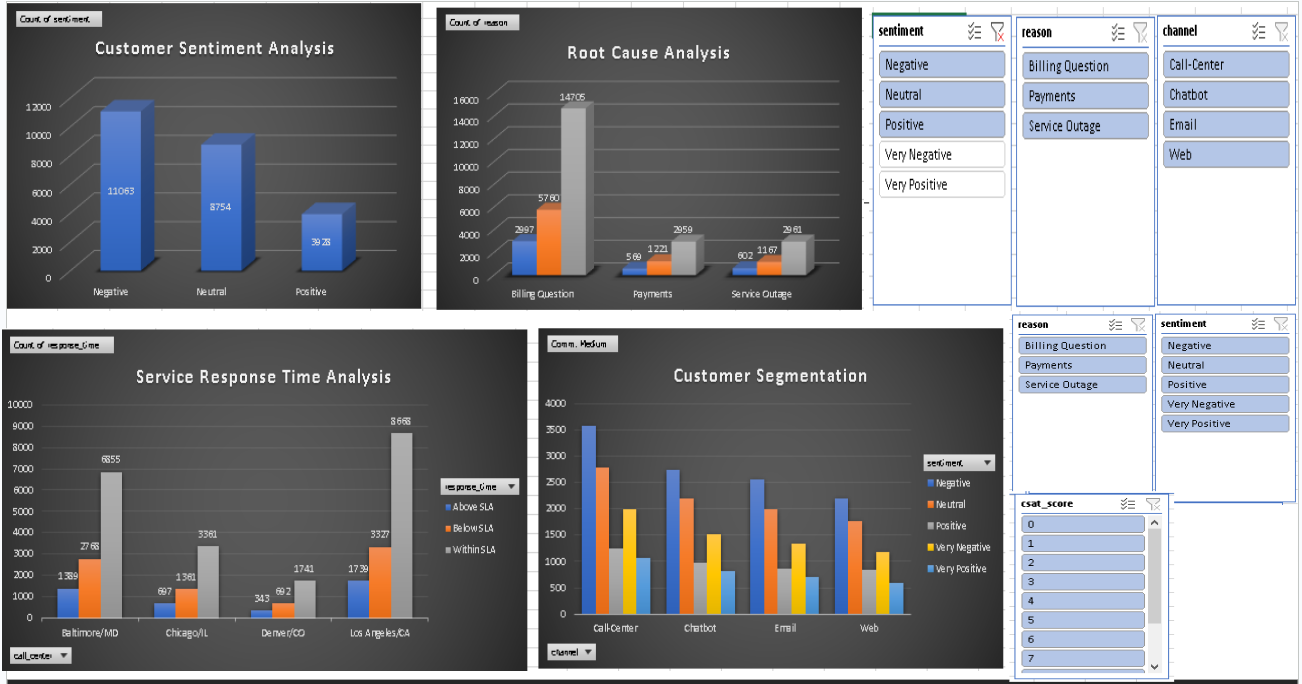 Count of sentiment
Customer Sentiment Analysis
12000
10000
8000
6000
4000
2000
0
11063
8754
3928
Negative
Neutral
Positive
Count of reason
Root Cause Analysis
16000
14000
12000
10000
8000
6000
4000
2000
0
2997
5760
14705
569
1221
2959
602
1167
2961
Billing Question
Payments
Service Outage
sentiment
Negative
Neutral
Positive
Very Negative
Very Positive
reason
Billing Question
Payments
Service Outage
channel
Call-Center
Chatbot
Email
Web
Count of response_time
Service Response Time Analysis
10000
9000
8000
7000
6000
5000
4000
3000
2000
1000
0
1389
2768
6855
697
1361
3361
343
692
1741
1739
3327
8668
Baltimore/MD
Chicago/IL
Denver/CO
Los Angeles/CA
response_time
Above SLA
Below SLA
Within SLA
call_center
Comm. Medium
Customer Segmentation
4000
3500
3000
2500
2000
1500
1000
500
0
Call-Center
Chatbot
Email
Web
sentiment
Negative
Neutral
Positive
Very Negative
Very Positive
channel
reason
Billing Question
Payments
Service Outage
sentiment
Negative
Neutral
Positive
Very Negative
Very Positive
csat_score
0
1
2
3
4
5
6
7